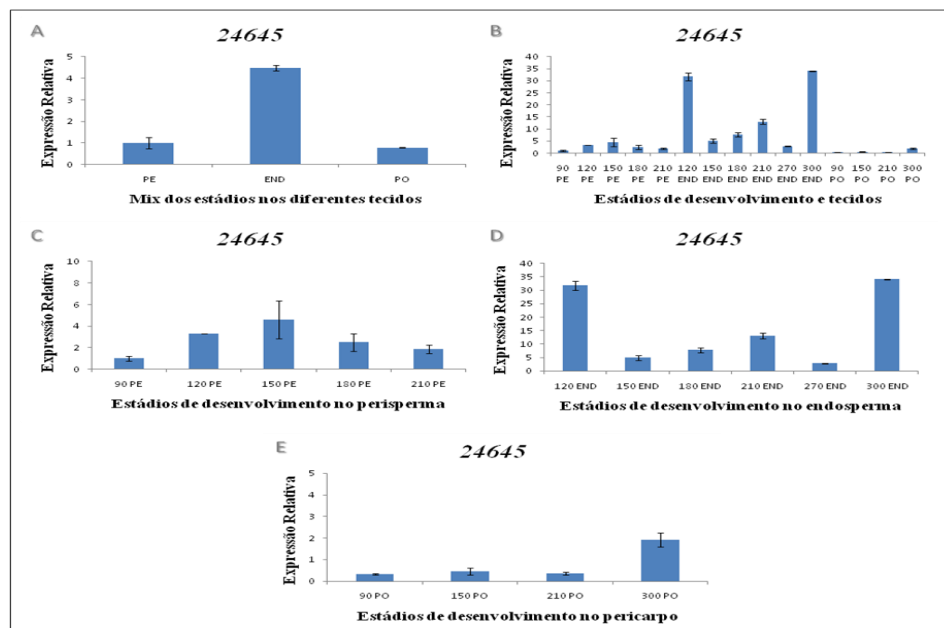 A
24645
Expressão Relativa
5
4
3
2
1
0
PE END PO
Mix dos estádios nos diferentes tecidos
B
24645
Expressão Relativa
40
35
30
25
20
15
10
5
0
90 120 150 180 210 120 150 180 210 270 300 90 150 210 300
PE PE PE PE PE END END END END END END PO PO PO PO
Estádios de desenvolvimento e tecidos
C
24645
Expressão Relativa
10
8
6
4
2
0
90 PE 120 PE 150 PE 180 PE 210 PE
Estádios de desenvolvimento no perisperma
D
24645
Expressão Relativa
40
35
30
25
20
15
10
5
0
120 END 150 END 180 END 210 END 270 END 300 END
Estádios de desenvolvimento no endosperma
E
24645
Expressão Relativa
5
4
3
2
1
0
90 PO 150 PO 210 PO 300 PO
Estádios de desenvolvimento no pericarpo